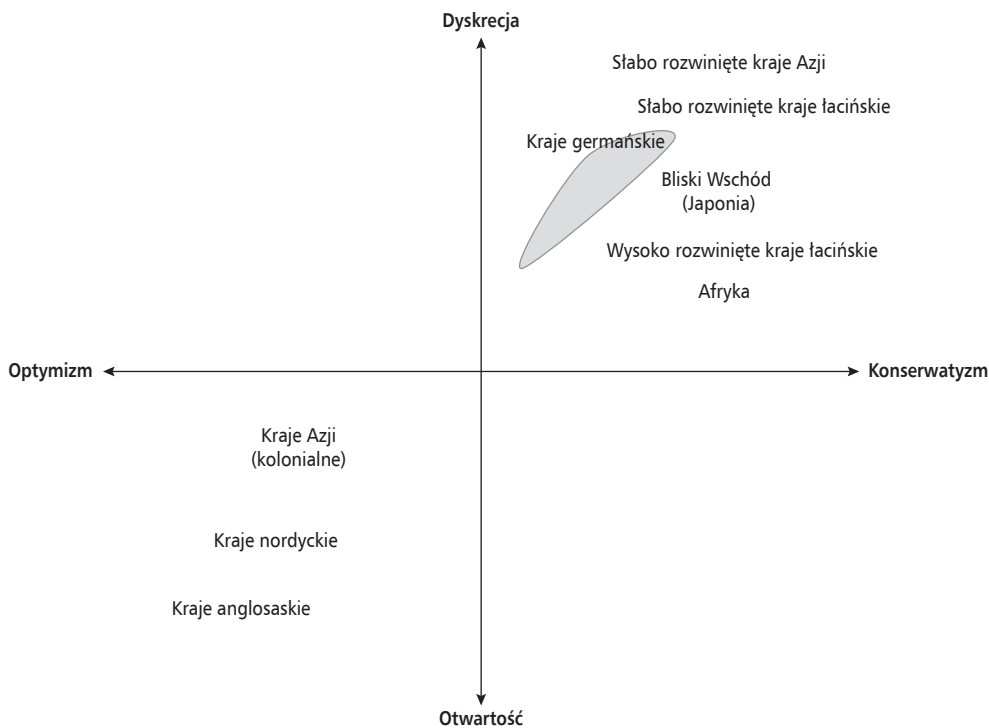 Dyskrecja
Słabo rozwinięte kraje Azji
Słabo rozwinięte kraje łacińskie
Kraje germańskie
Bliski Wschód
(Japonia)
Wysoko rozwinięte kraje łacińskie
Afryka
Optymizm
Konserwatyzm
Kraje Azji
(kolonialne)
Kraje nordyckie
Kraje anglosaskie
Otwartość